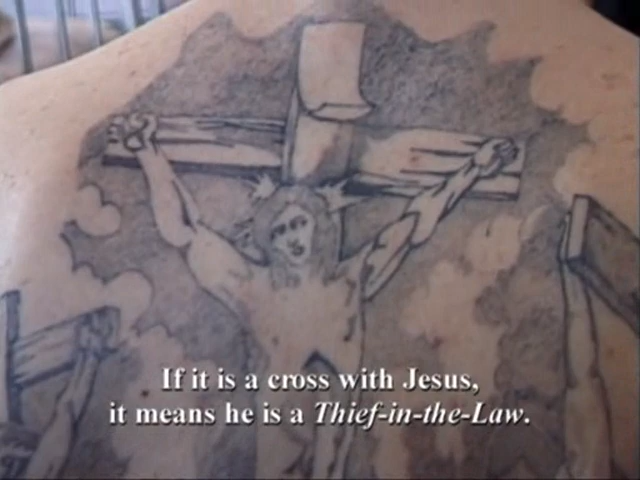 If it is a cross with Jesus,
it means he is a Thief-in-the-Law.